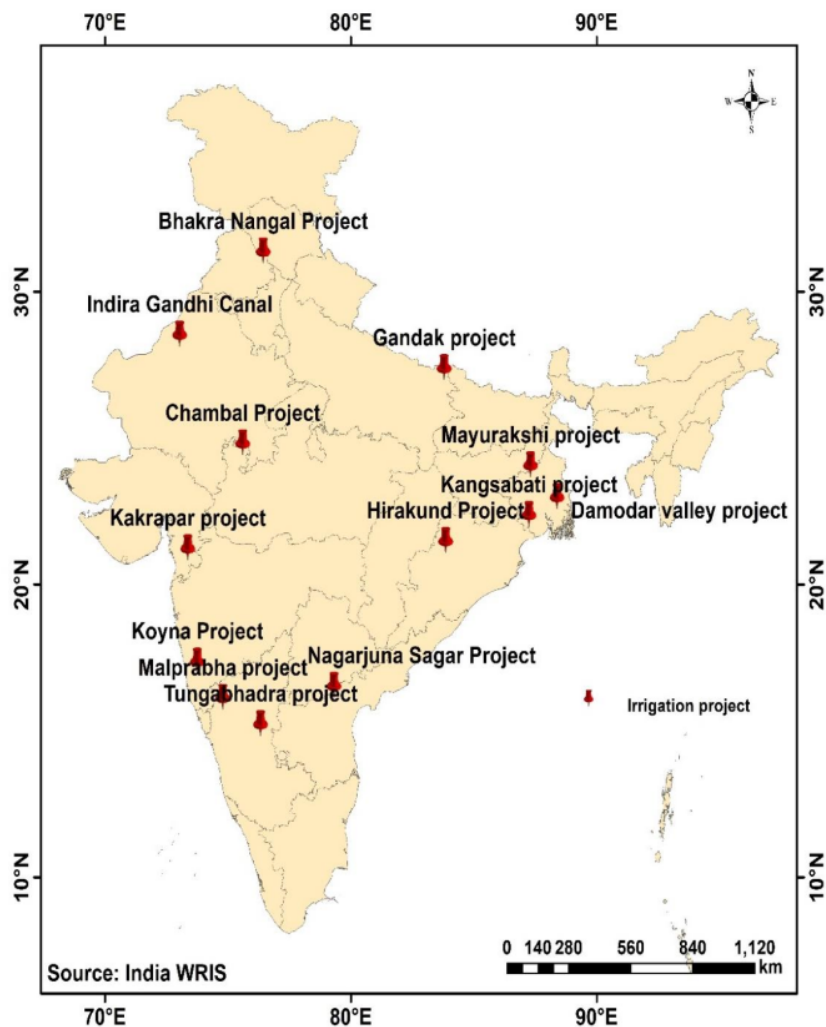 70°E 80°E 90°E
N
W E
S
Bhakra Nangal Project
30°N 30°N
Indira Gandhi Canal
Gandak project
Chambal Project
Mayurakshi project
Kangsabati project
Kakrapar project
Hirakund Project
Damodar valley project
20°N 20°N
Koyna Project
Nagarjuna Sagar Project
Malprabha project
Tungabhadra project
Irrigation project
10°N 10°N
0 140 280 560 840 1,120
km
Source: India WRIS
70°E 80°E 90°E